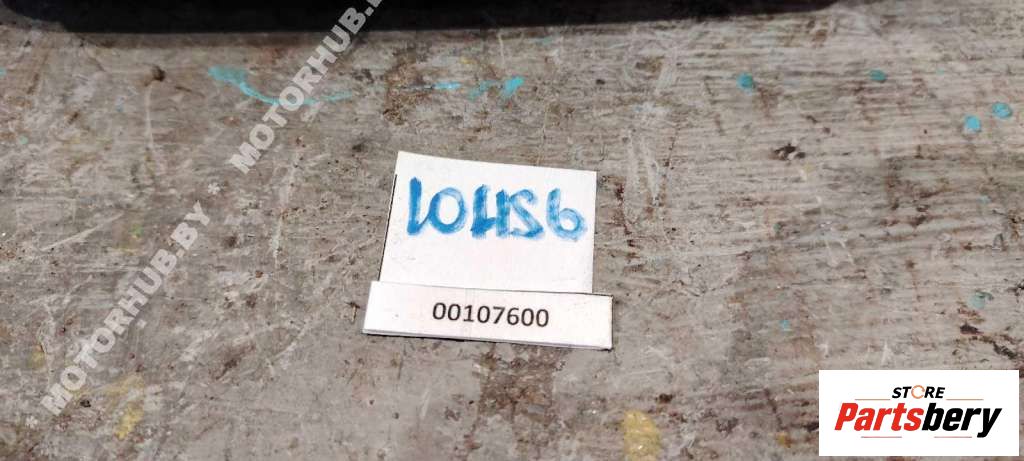 MOTORHUB.BY * MOTORHUB.BY
10456
00107600
STORE
Partsbery